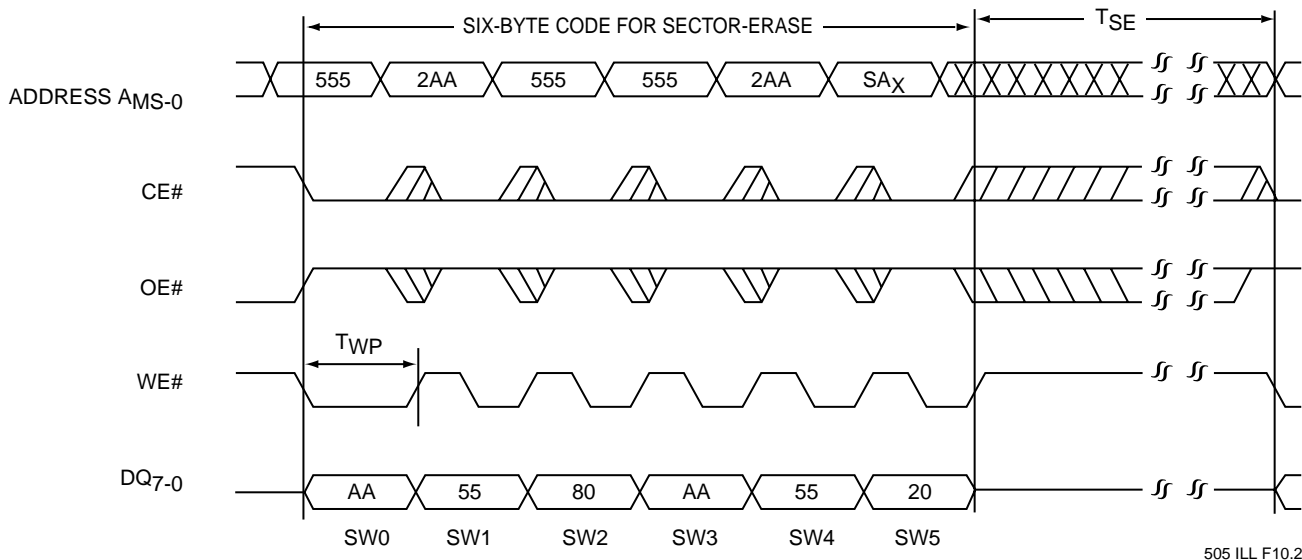 SIX-BYTE CODE FOR SECTOR-ERASE
TSE
ADDRESS AMS-0
555 2AA 555 555 2AA SAX
CE#
OE#
TWP
WE#
DQ7-0
AA 55 80 AA 55 20
SW0 SW1 SW2 SW3 SW4 SW5
505 ILL F10.2